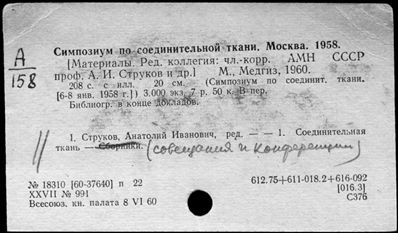 Симпозиум по соединительной ткани. Москва. 1958.
А
158
[Материалы. Ред. коллегия: чл.-корр. АМН СССР
проф. А. И. Струков и др.] М., Медгиз, 1960.
208 с. с илл. 20 см. (Симпозиум по соединит. ткани.
[6-8 янв. 1958 г.]) 3.000 экз. 7 р. 50 к. В пер.
Библиогр. в конце докладов.
1. Струков, Анатолий Иванович, ред. — — 1. Соединительная
ткань — Сборники. (совещания и конференции)
№ 18310 [60-37640] п 22
612.75+611-018.2+616-092
XXVII № 991
[016.3]
Всесоюз. кн. палата 8 VI 60
С376